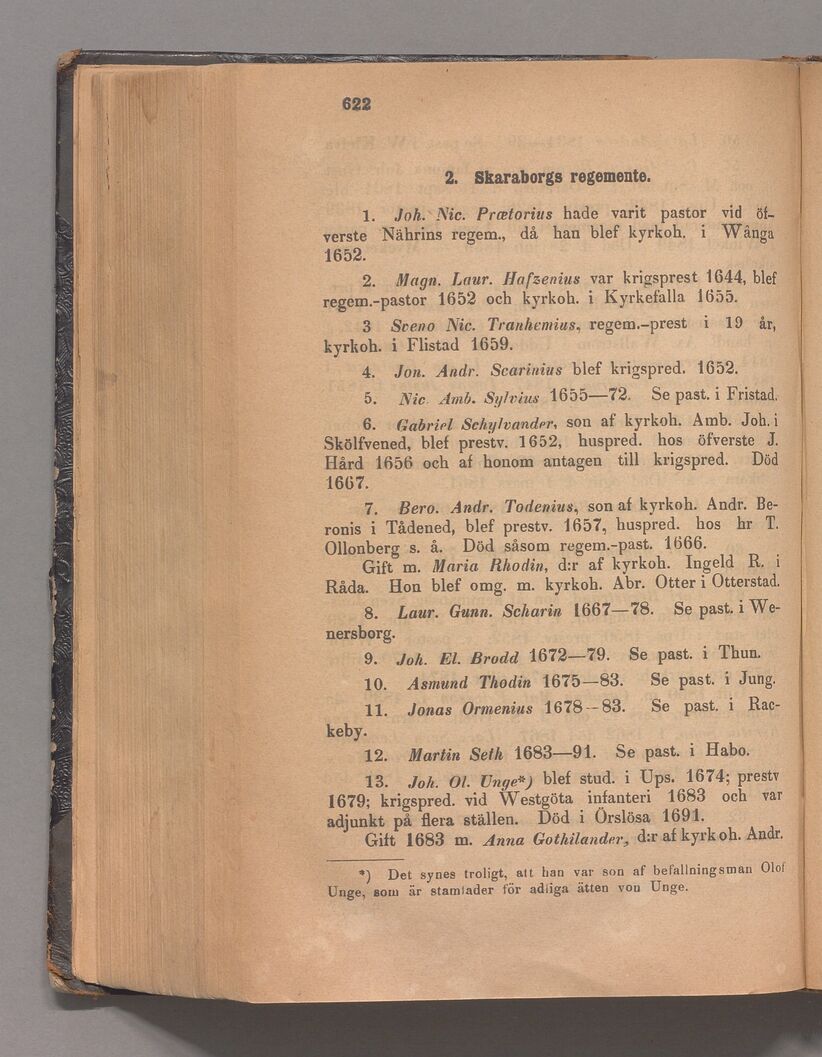 622
2. Skaraborgs regemente.
1. Joh. Nic. Prætorius hade varit pastor vid öf-
verste Nährins regem., då han blef kyrkoh. i Wånga
1652.
2. Magn. Laur. Hafzenius var krigsprest 1644, blef
regem.-pastor 1652 och kyrkoh. i Kyrkefalla 1655.
3 Sveno Nic. Tranhemius, regem.-prest i 19 år,
kyrkoh. i Flistad 1659.
4. Jon. Andr. Scarinius blef krigspred. 1652.
5. Nic. Amb. Sylvius 1655—72. Se past. i Fristad.
6. Gabriel Schylvander, son af kyrkoh. Amb. Joh. i
Skölfvened, blef prestv. 1652, huspred. hos öfverste J.
Hård 1656 och af honom antagen till krigspred. Död
1667.
7. Bero. Andr. Todenius, son af kyrkoh. Andr. Be-
ronis i Tådened, blef prestv. 1657, huspred. hos hr T.
Ollonberg s. å. Död såsom regem.-past. 1666.
Gift m. Maria Rhodin, d:r af kyrkoh. Ingeld R. i
Råda. Hon blef omg. m. kyrkoh. Abr. Otter i Otterstad.
8. Laur. Gunn. Scharin 1667—78. Se past. i We-
nersborg.
9. Joh. El. Brodd 1672—79. Se past. i Thun.
10. Asmund Thodin 1675—83. Se past. i Jung.
11. Jonas Ormenius 1678—83. Se past. i Rac-
keby.
12. Martin Seth 1683—91. Se past. i Habo.
13. Joh. Ol. Unge*) blef stud. i Ups. 1674; prestv
1679; krigspred. vid Westgöta infanteri 1683 och var
adjunkt på flera ställen. Död i Örslösa 1691.
Gift 1683 m. Anna Gothilander, d:r af kyrkoh. Andr.
*) Det synes troligt, att han var son af befallningsman Olof
Unge, som är stamfader för adliga ätten von Unge.